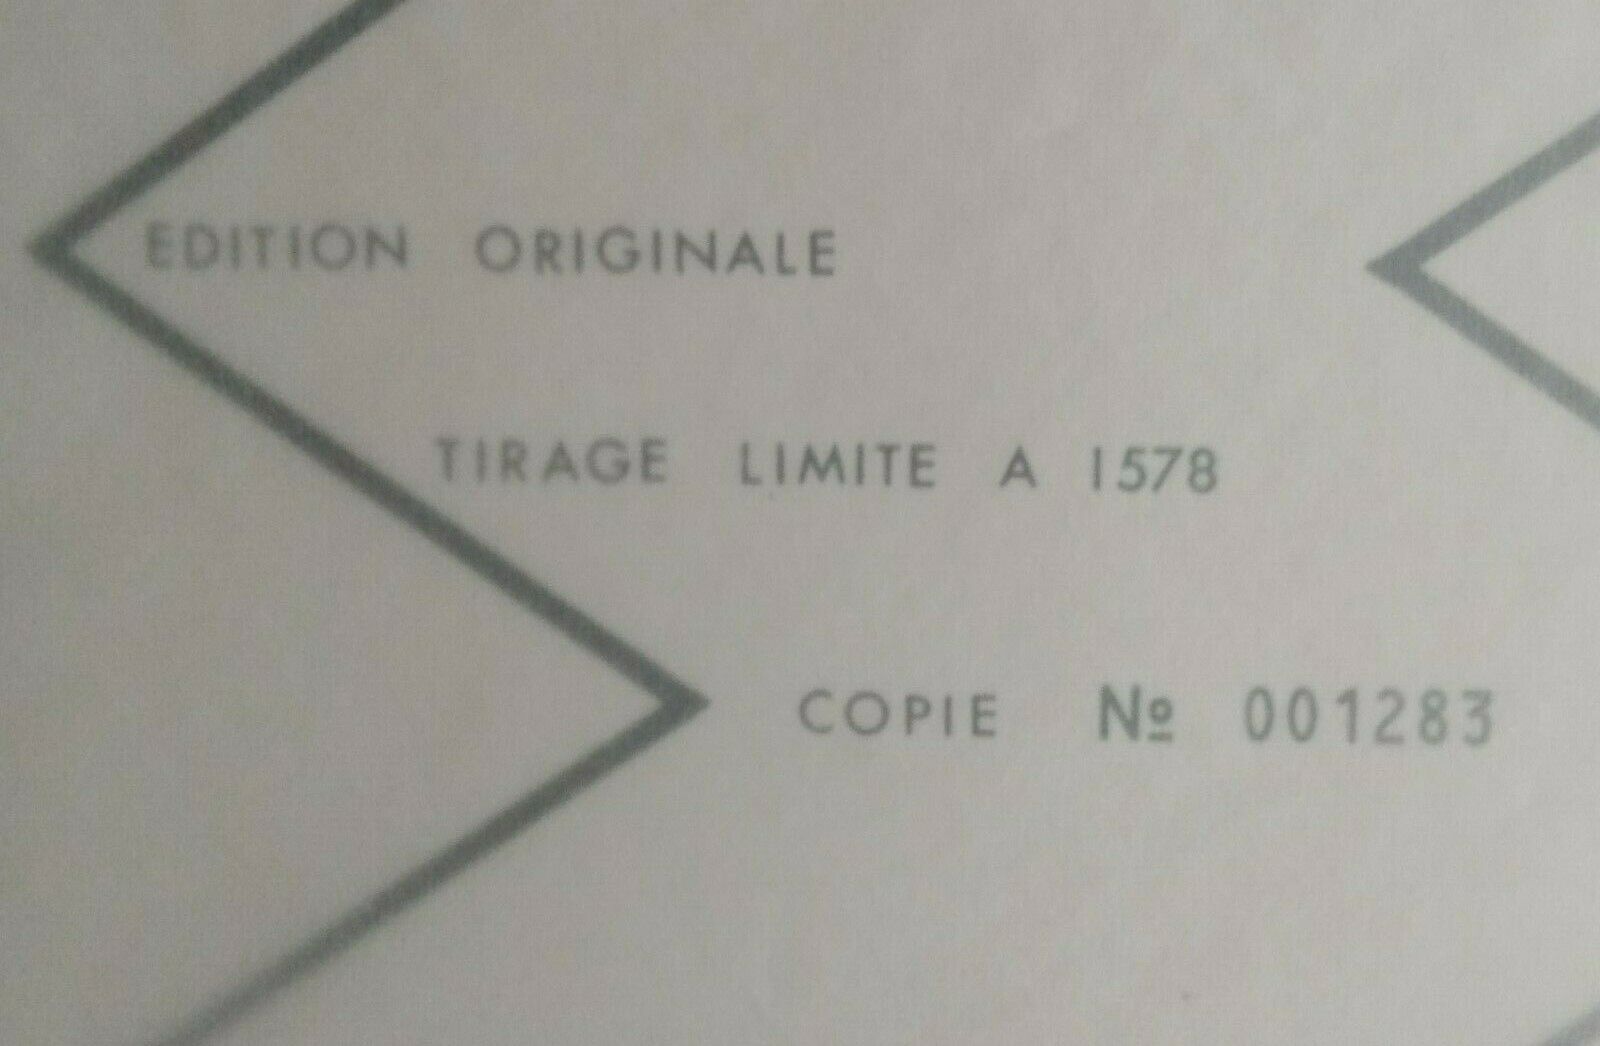 EDITION ORIGINALE
TIRAGE LIMITE A 1578
COPIE Nº 001283